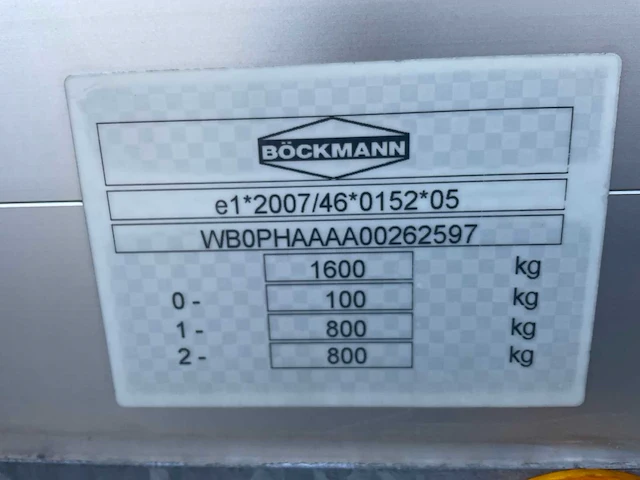 BÖCKMANN
e1*2007/46*0152*05
WB0PHAAAA00262597
1600 kg
0- 100 kg
1- 800 kg
2- 800 kg